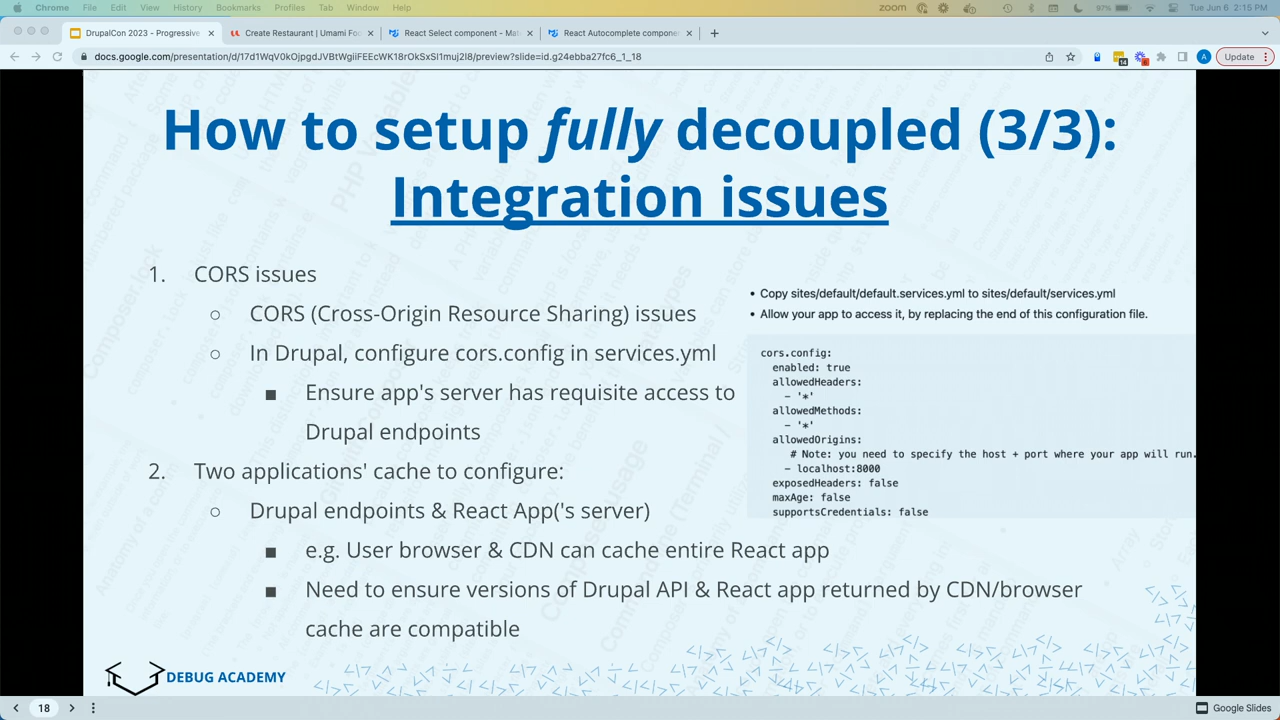 Chrome File Edit View History Bookmarks Profiles Tab Window Help zoom 97% Tue Jun 6 2:15 PM
DrupalCon 2023 - Progressive × Create Restaurant | Umami Foo × React Select component - Mat × React Autocomplete compone × +
docs.google.com/presentation/d/17d1WqV0kOjpgdJVBtWgiiFEEcWK18rOkSxSI1muj2I8/preview?slide=id.g24ebba27fc6_1_18 14 6 A Update
How to setup fully decoupled (3/3):
Integration issues
1. CORS issues
○ CORS (Cross-Origin Resource Sharing) issues
○ In Drupal, configure cors.config in services.yml
■ Ensure app's server has requisite access to
Drupal endpoints
2. Two applications' cache to configure:
○ Drupal endpoints & React App('s server)
■ e.g. User browser & CDN can cache entire React app
■ Need to ensure versions of Drupal API & React app returned by CDN/browser
cache are compatible
• Copy sites/default/default.services.yml to sites/default/services.yml
• Allow your app to access it, by replacing the end of this configuration file.
cors.config:
enabled: true
allowedHeaders:
- '*'
allowedMethods:
- '*'
allowedOrigins:
# Note: you need to specify the host + port where your app will run.
- localhost:8000
exposedHeaders: false
maxAge: false
supportsCredentials: false
DEBUG ACADEMY
18 Google Slides